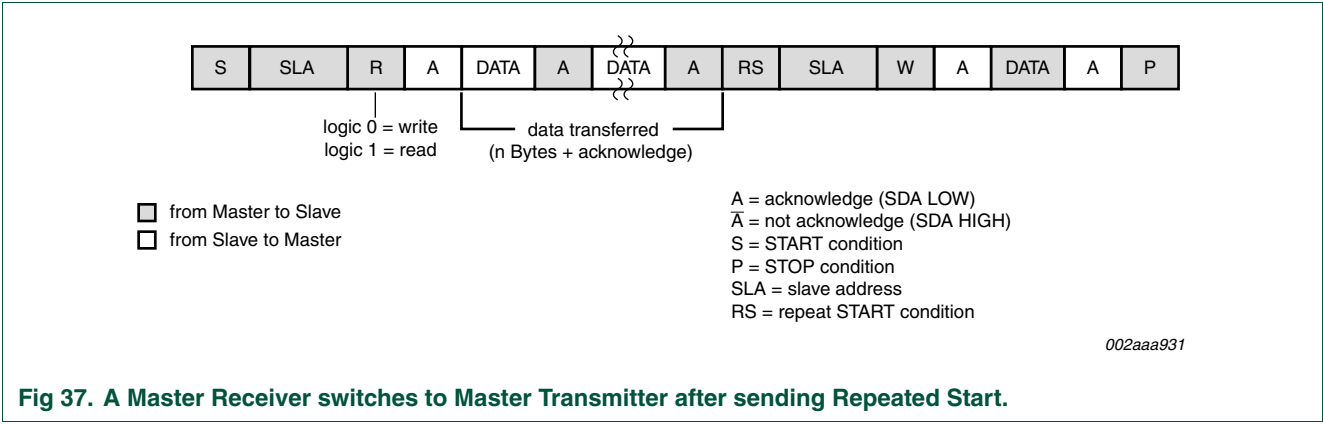 S SLA R A DATA A DATA A RS SLA W A DATA A P
logic 0 = write
logic 1 = read
data transferred
(n Bytes + acknowledge)
from Master to Slave
from Slave to Master
A = acknowledge (SDA LOW)
A̅ = not acknowledge (SDA HIGH)
S = START condition
P = STOP condition
SLA = slave address
RS = repeat START condition
002aaa931
Fig 37. A Master Receiver switches to Master Transmitter after sending Repeated Start.